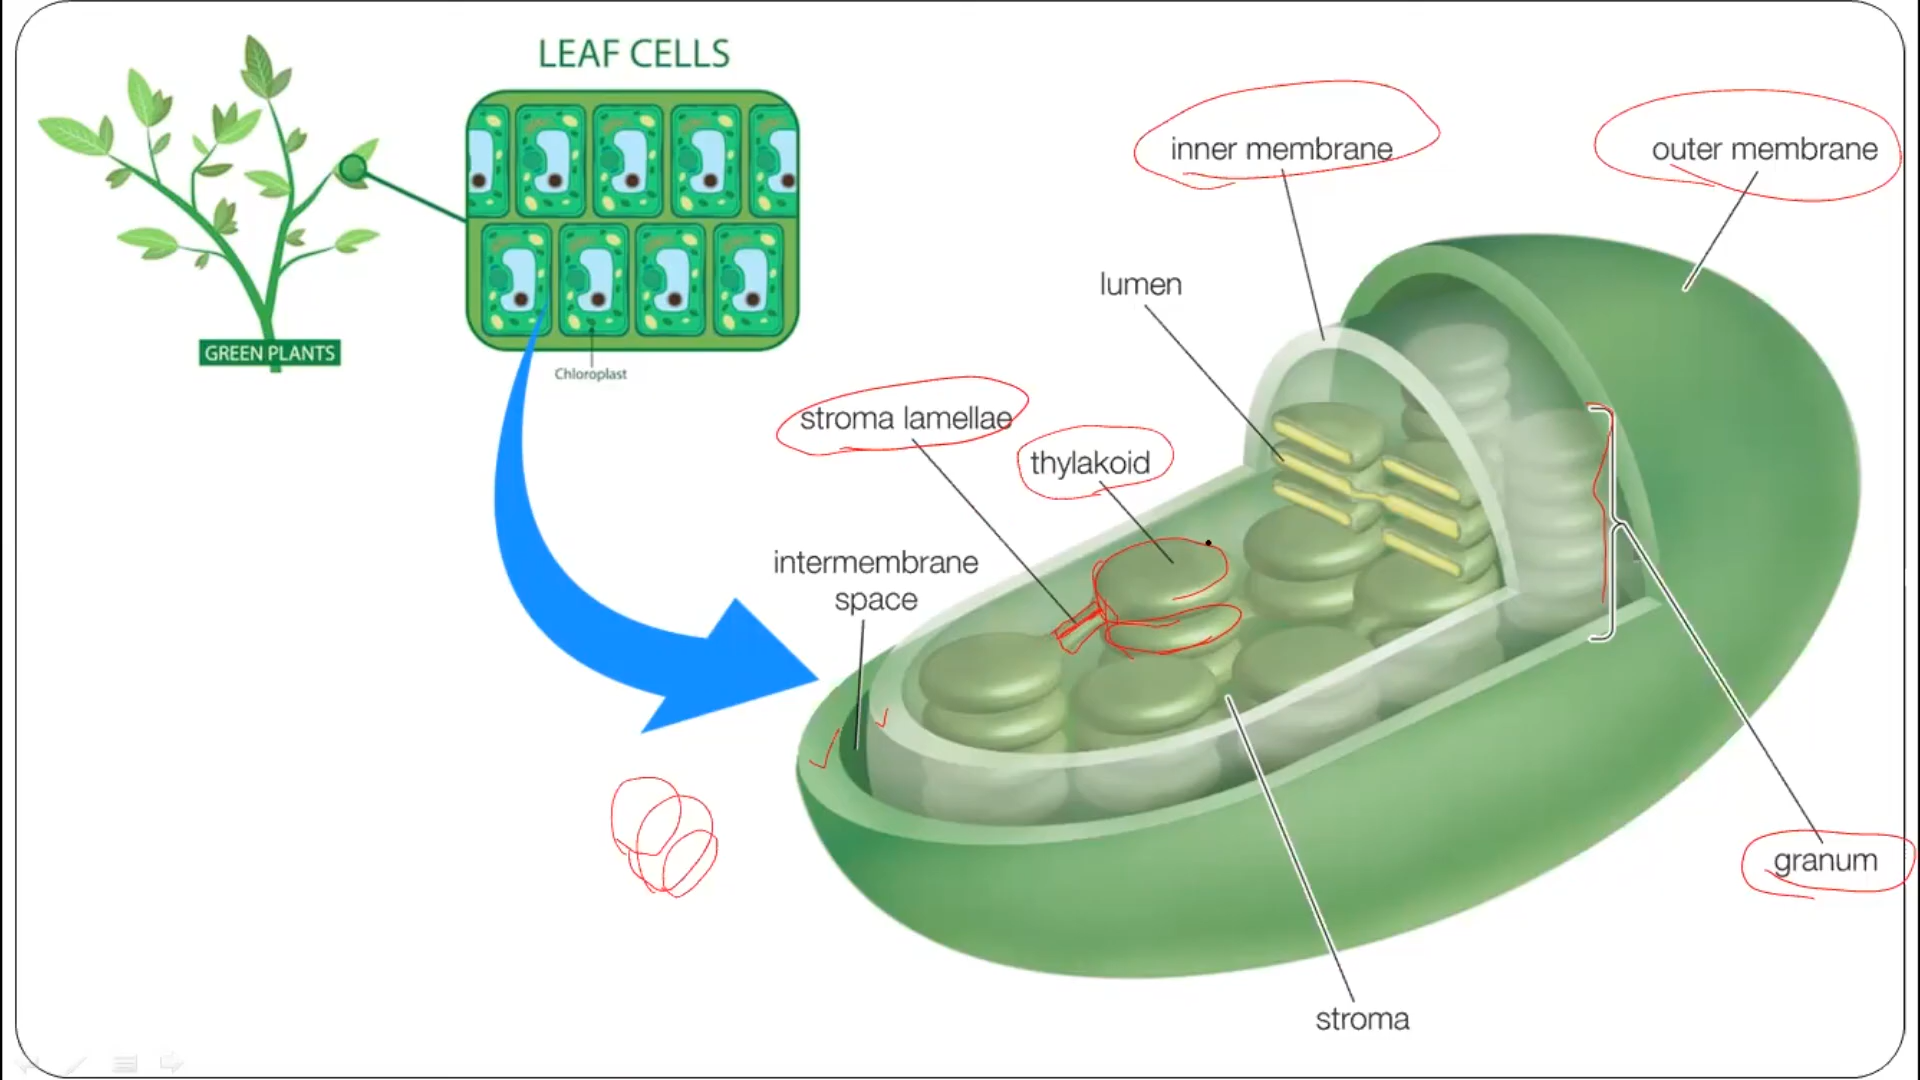 LEAF CELLS
GREEN PLANTS
Chloroplast
inner membrane
outer membrane
lumen
stroma lamellae
thylakoid
intermembrane
space
granum
stroma